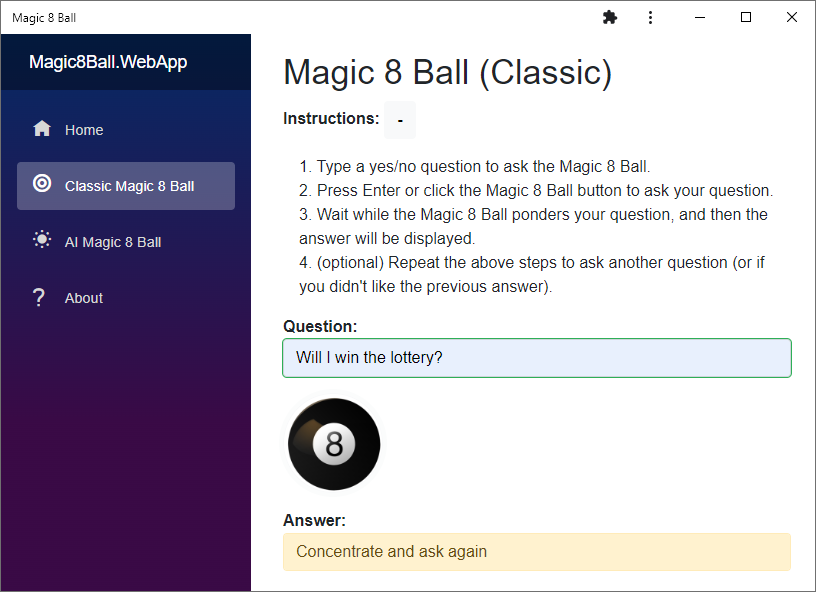 Magic 8 Ball
Magic8Ball.WebApp
Home
Classic Magic 8 Ball
AI Magic 8 Ball
? About
Magic 8 Ball (Classic)
Instructions: -
1. Type a yes/no question to ask the Magic 8 Ball.
2. Press Enter or click the Magic 8 Ball button to ask your question.
3. Wait while the Magic 8 Ball ponders your question, and then the
answer will be displayed.
4. (optional) Repeat the above steps to ask another question (or if
you didn't like the previous answer).
Question:
Will I win the lottery?
8
Answer:
Concentrate and ask again